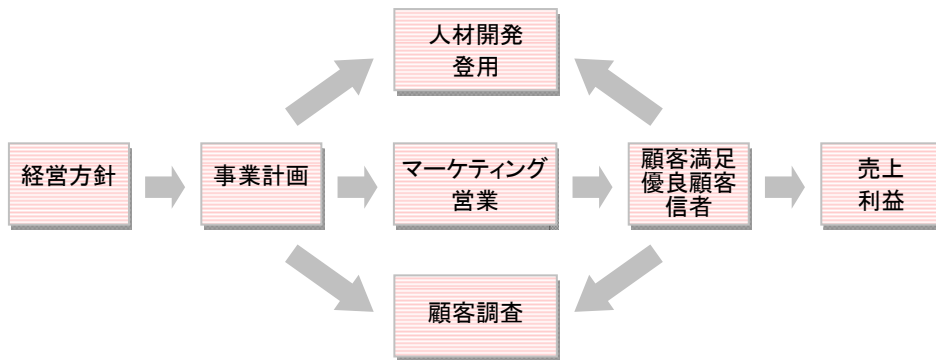 人材開発
登用
経営方針
事業計画
マーケティング
営業
顧客満足
優良顧客
信者
売上
利益
顧客調査